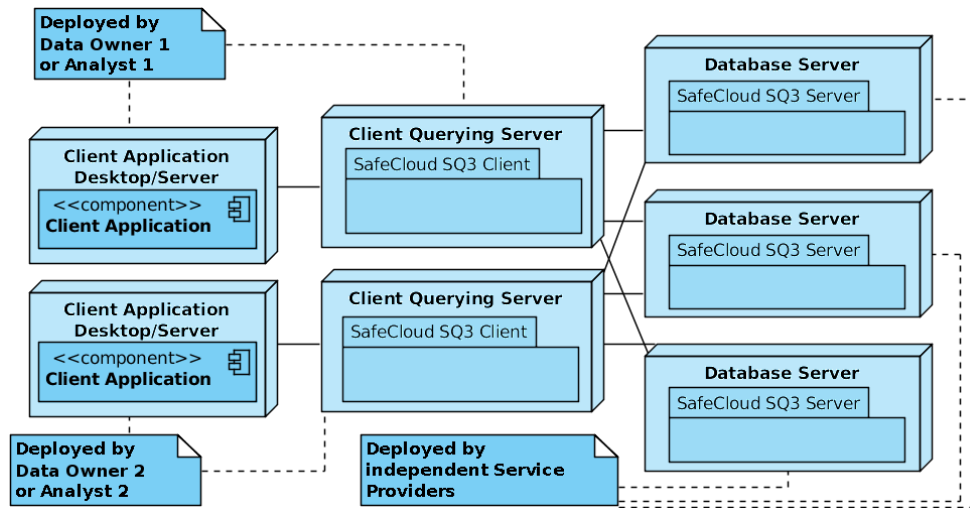 Deployed by
Data Owner 1
or Analyst 1
Client Application
Desktop/Server
<<component>>
Client Application
Client Querying Server
SafeCloud SQ3 Client
Database Server
SafeCloud SQ3 Server
Database Server
SafeCloud SQ3 Server
Client Application
Desktop/Server
<<component>>
Client Application
Client Querying Server
SafeCloud SQ3 Client
Database Server
SafeCloud SQ3 Server
Deployed by
Data Owner 2
or Analyst 2
Deployed by
independent Service
Providers